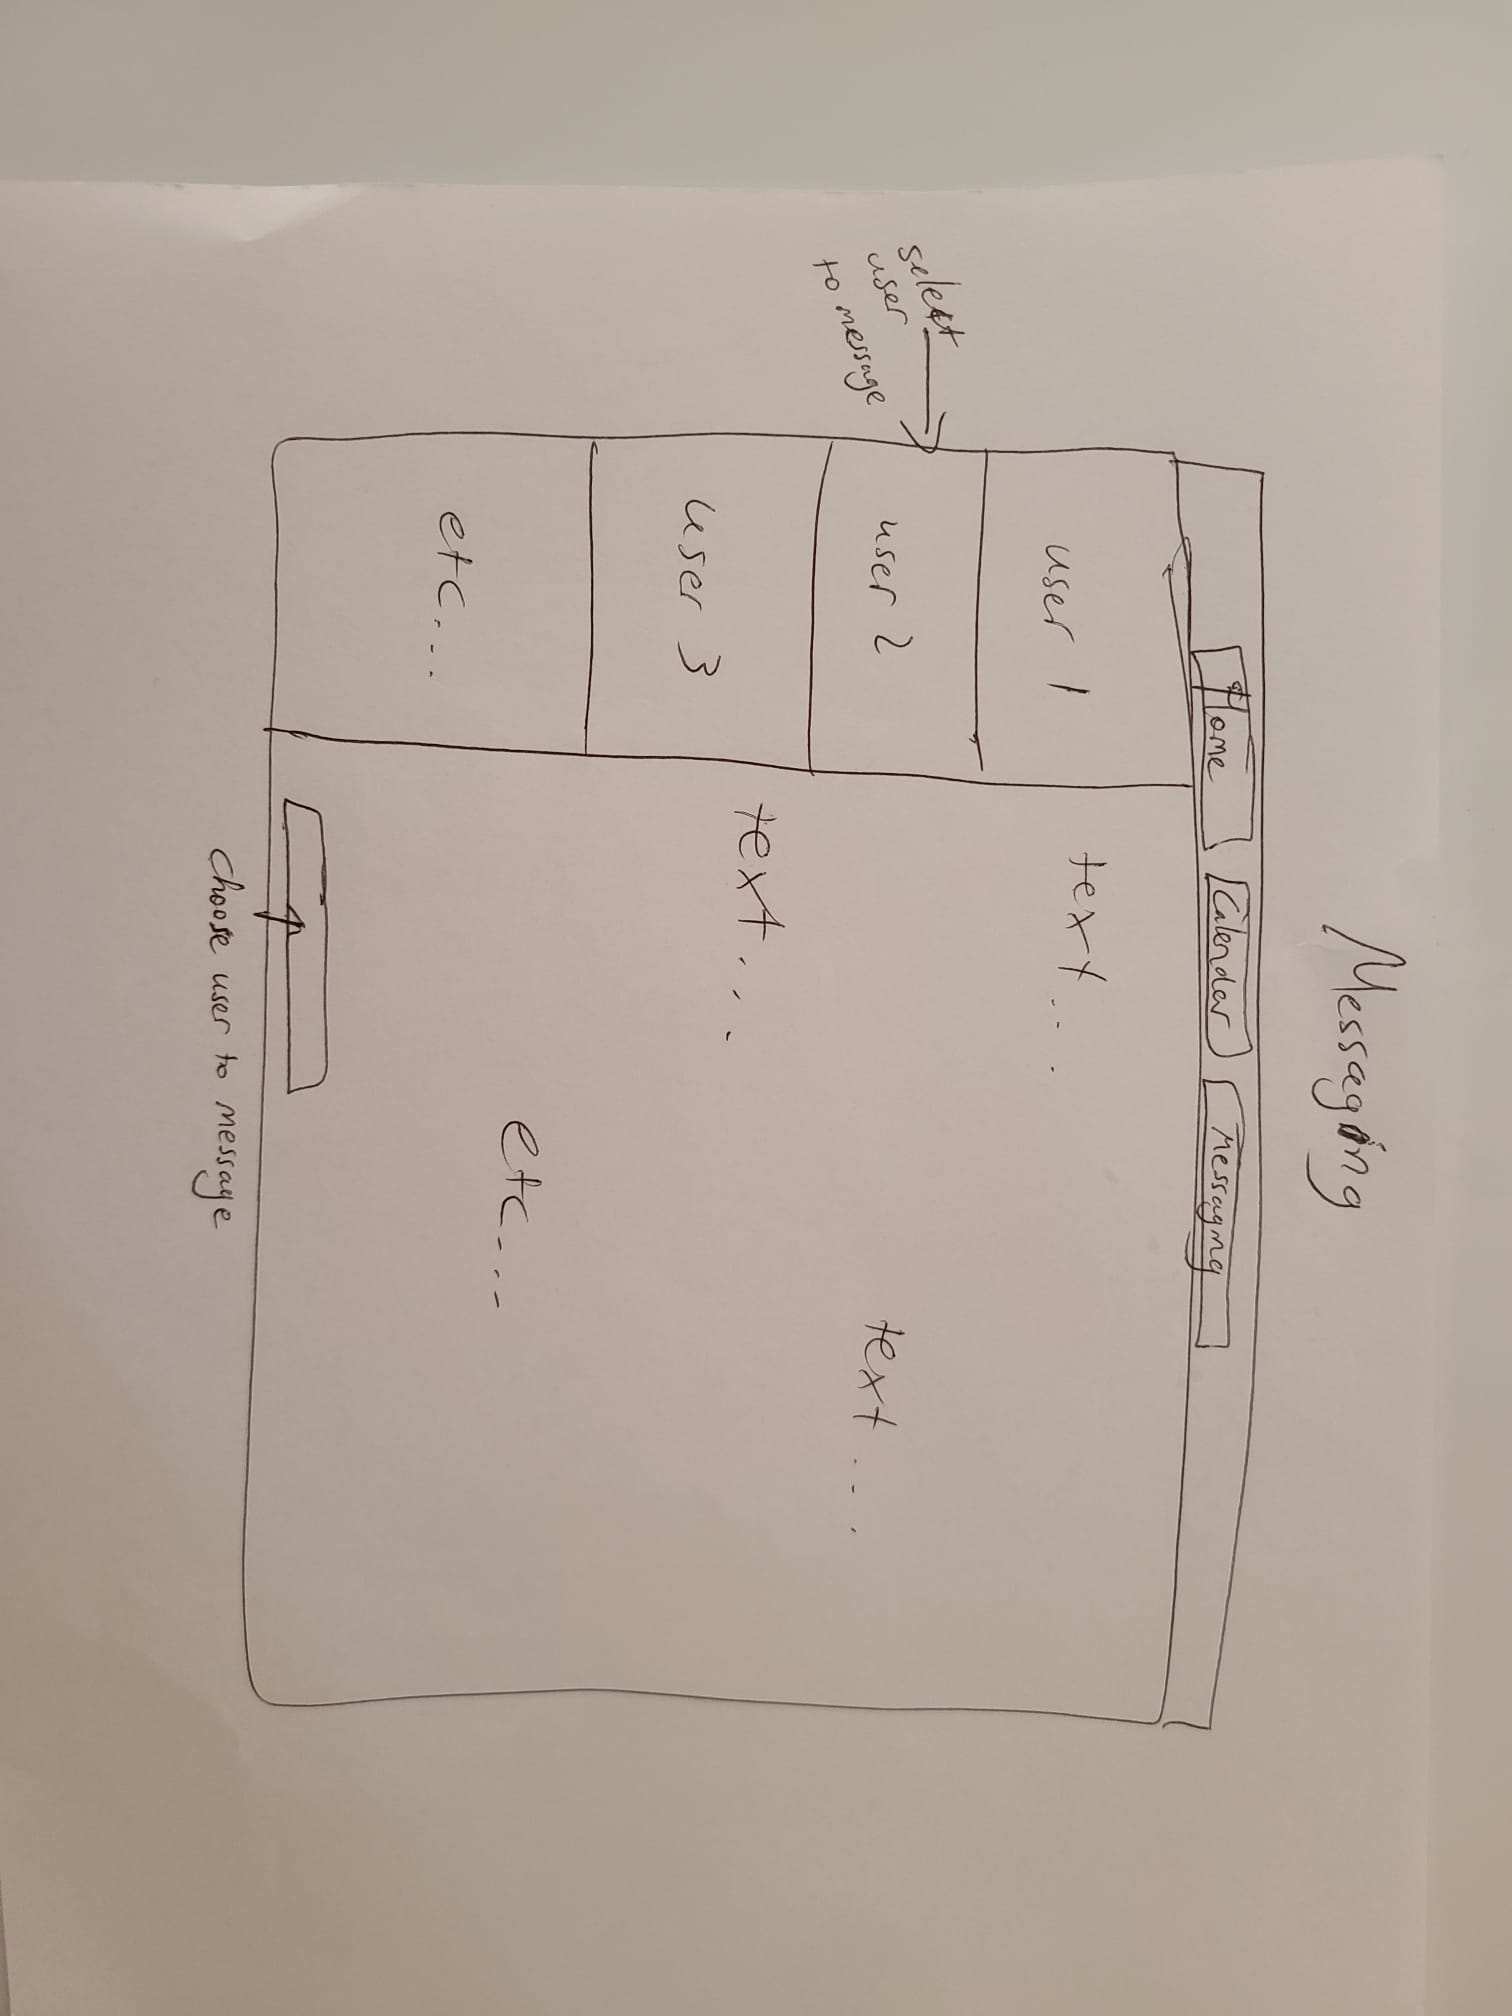 Messaging
Home Calender Messaging
select
user
to message
user 1
user 2
user 3
etc...
text...
text...
text...
etc...
choose user to message